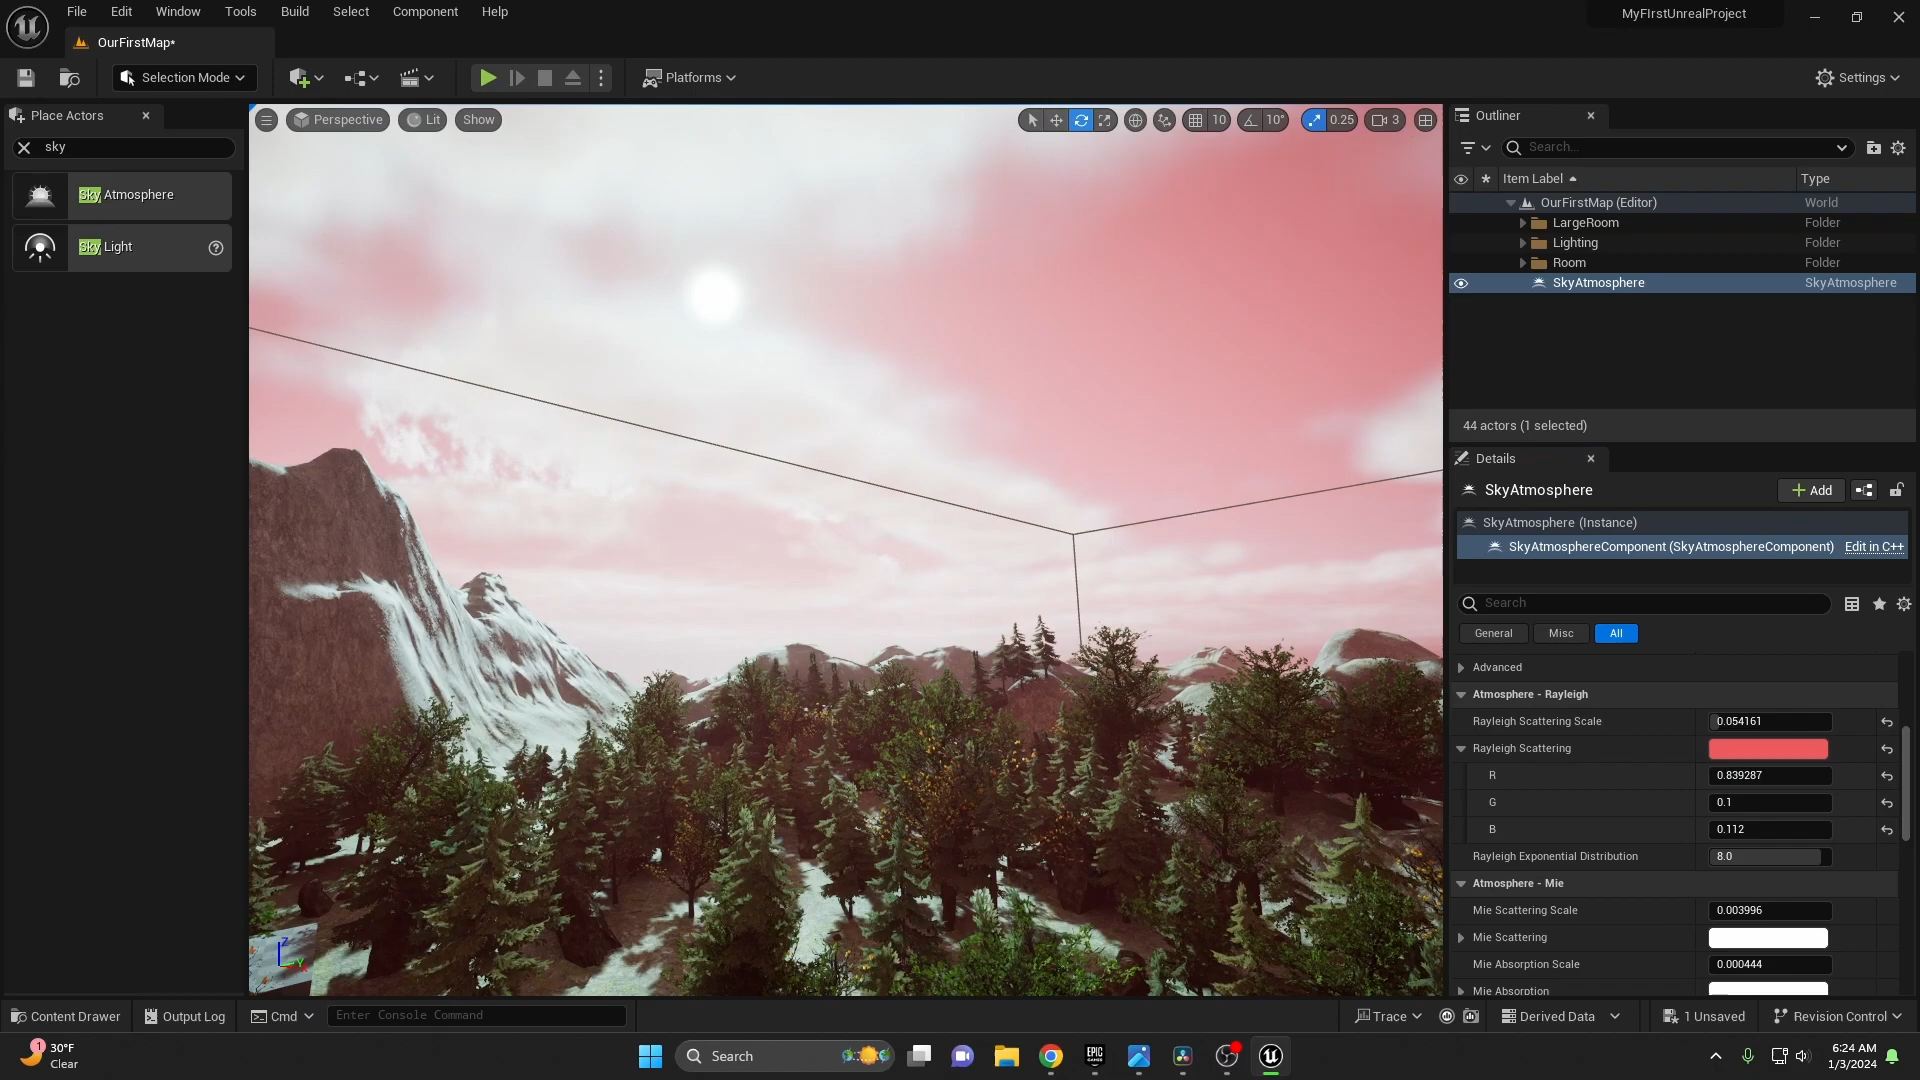 File Edit Window Tools Build Select Component Help
MyFIrstUnrealProject
OurFirstMap*
Selection Mode
Platforms
Settings
Place Actors
sky
Sky Atmosphere
Sky Light
Perspective Lit Show
10 10° 0.25 3
Outliner
Search...
Item Label Type
OurFirstMap (Editor) World
LargeRoom Folder
Lighting Folder
Room Folder
SkyAtmosphere SkyAtmosphere
44 actors (1 selected)
Details
SkyAtmosphere
Add
SkyAtmosphere (Instance)
SkyAtmosphereComponent (SkyAtmosphereComponent) Edit in C++
Search
General Misc All
Advanced
Atmosphere - Rayleigh
Rayleigh Scattering Scale 0.054161
Rayleigh Scattering
R 0.839287
G 0.1
B 0.112
Rayleigh Exponential Distribution 8.0
Atmosphere - Mie
Mie Scattering Scale 0.003996
Mie Scattering
Mie Absorption Scale 0.000444
Mie Absorption
Z
Y
Content Drawer Output Log Cmd Enter Console Command
Trace Derived Data 1 Unsaved Revision Control
1
30°F
Clear
Search
EPIC
GAMES
6:24 AM
1/3/2024